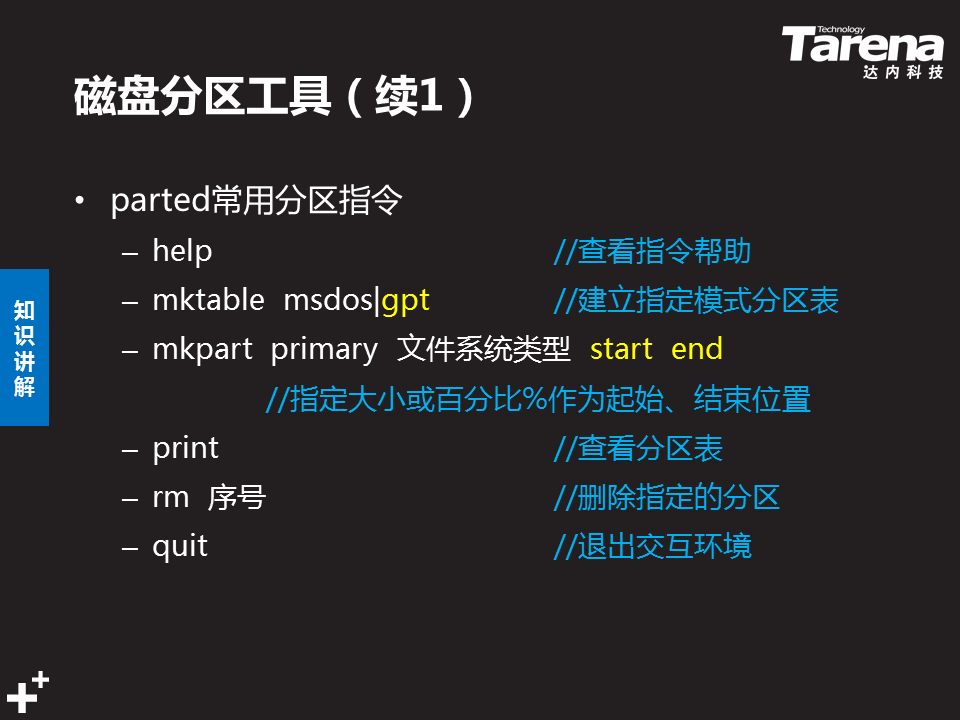 Technology
Tarena
达内科技
磁盘分区工具（续1）
• parted常用分区指令
– help //查看指令帮助
– mktable msdos|gpt //建立指定模式分区表
– mkpart primary 文件系统类型 start end
//指定大小或百分比%作为起始、结束位置
– print //查看分区表
– rm 序号 //删除指定的分区
– quit //退出交互环境
知
识
讲
解